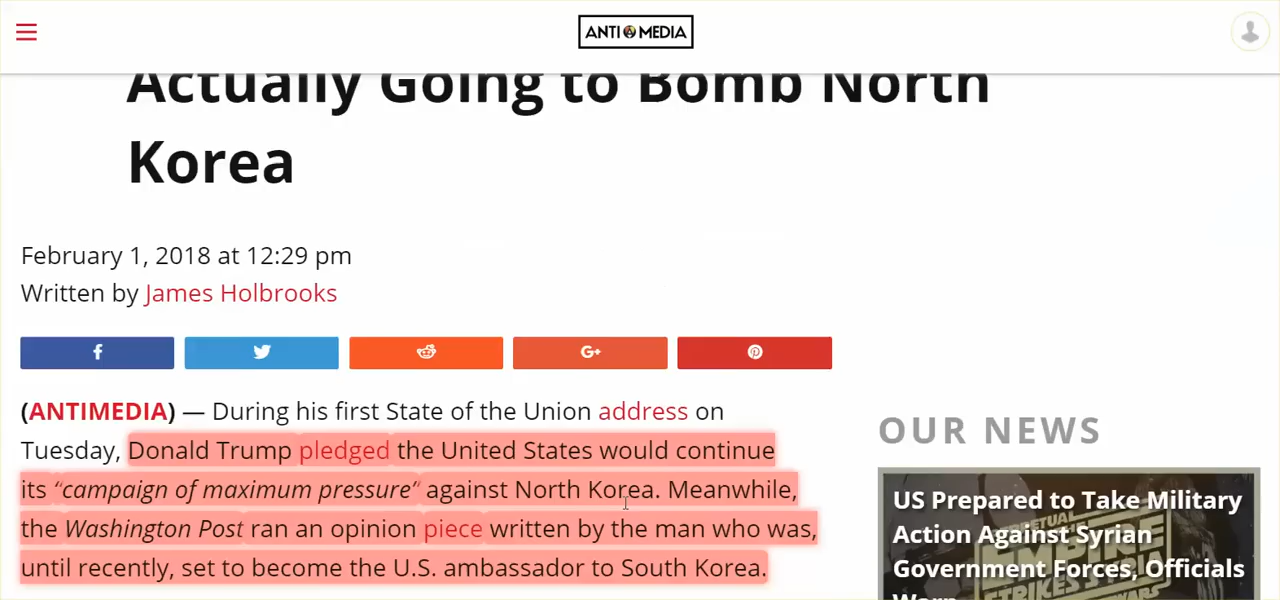 ANTI MEDIA
Actually Going to Bomb North
Korea
February 1, 2018 at 12:29 pm
Written by James Holbrooks
G+
(ANTIMEDIA) — During his first State of the Union address on
Tuesday, Donald Trump pledged the United States would continue
its “campaign of maximum pressure” against North Korea. Meanwhile,
the Washington Post ran an opinion piece written by the man who was,
until recently, set to become the U.S. ambassador to South Korea.
OUR NEWS
US Prepared to Take Military
Action Against Syrian
Government Forces, Officials
Warn